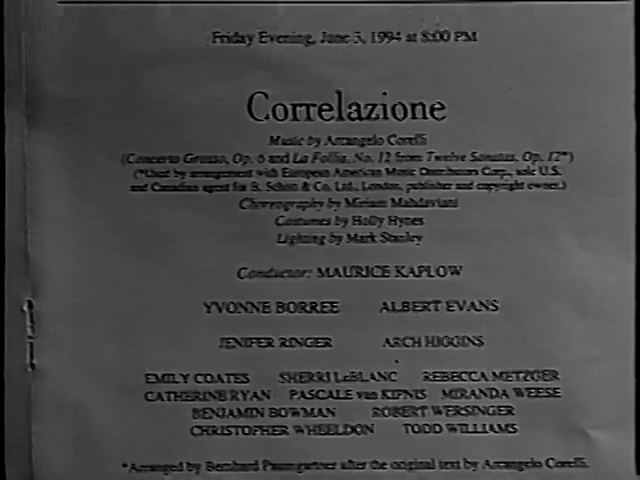 Friday Evening, June 3, 1994 at 8:00 PM
Correlazione
Music by Arcangelo Corelli
(Concerto Grosso, Op. 6 and La Follia, No. 12 from Twelve Sonatas, Op. 12*)
(*Used by arrangement with European American Music Distributors Corp., sole U.S.
and Canadian agent for B. Schott & Co. Ltd., London, publisher and copyright owner.)
Choreography by Miriam Mahdaviani
Costumes by Holly Hynes
Lighting by Mark Stanley
Conductor: MAURICE KAPLOW
YVONNE BORREE ALBERT EVANS
JENIFER RINGER ARCH HIGGINS
EMILY COATES SHERRI LeBLANC REBECCA METZGER
CATHERINE RYAN PASCALE van KIPNIS MIRANDA WEESE
BENJAMIN BOWMAN ROBERT WERSINGER
CHRISTOPHER WHEELDON TODD WILLIAMS
*Arranged by Bernhard Paumgartner after the original text by Arcangelo Corelli.